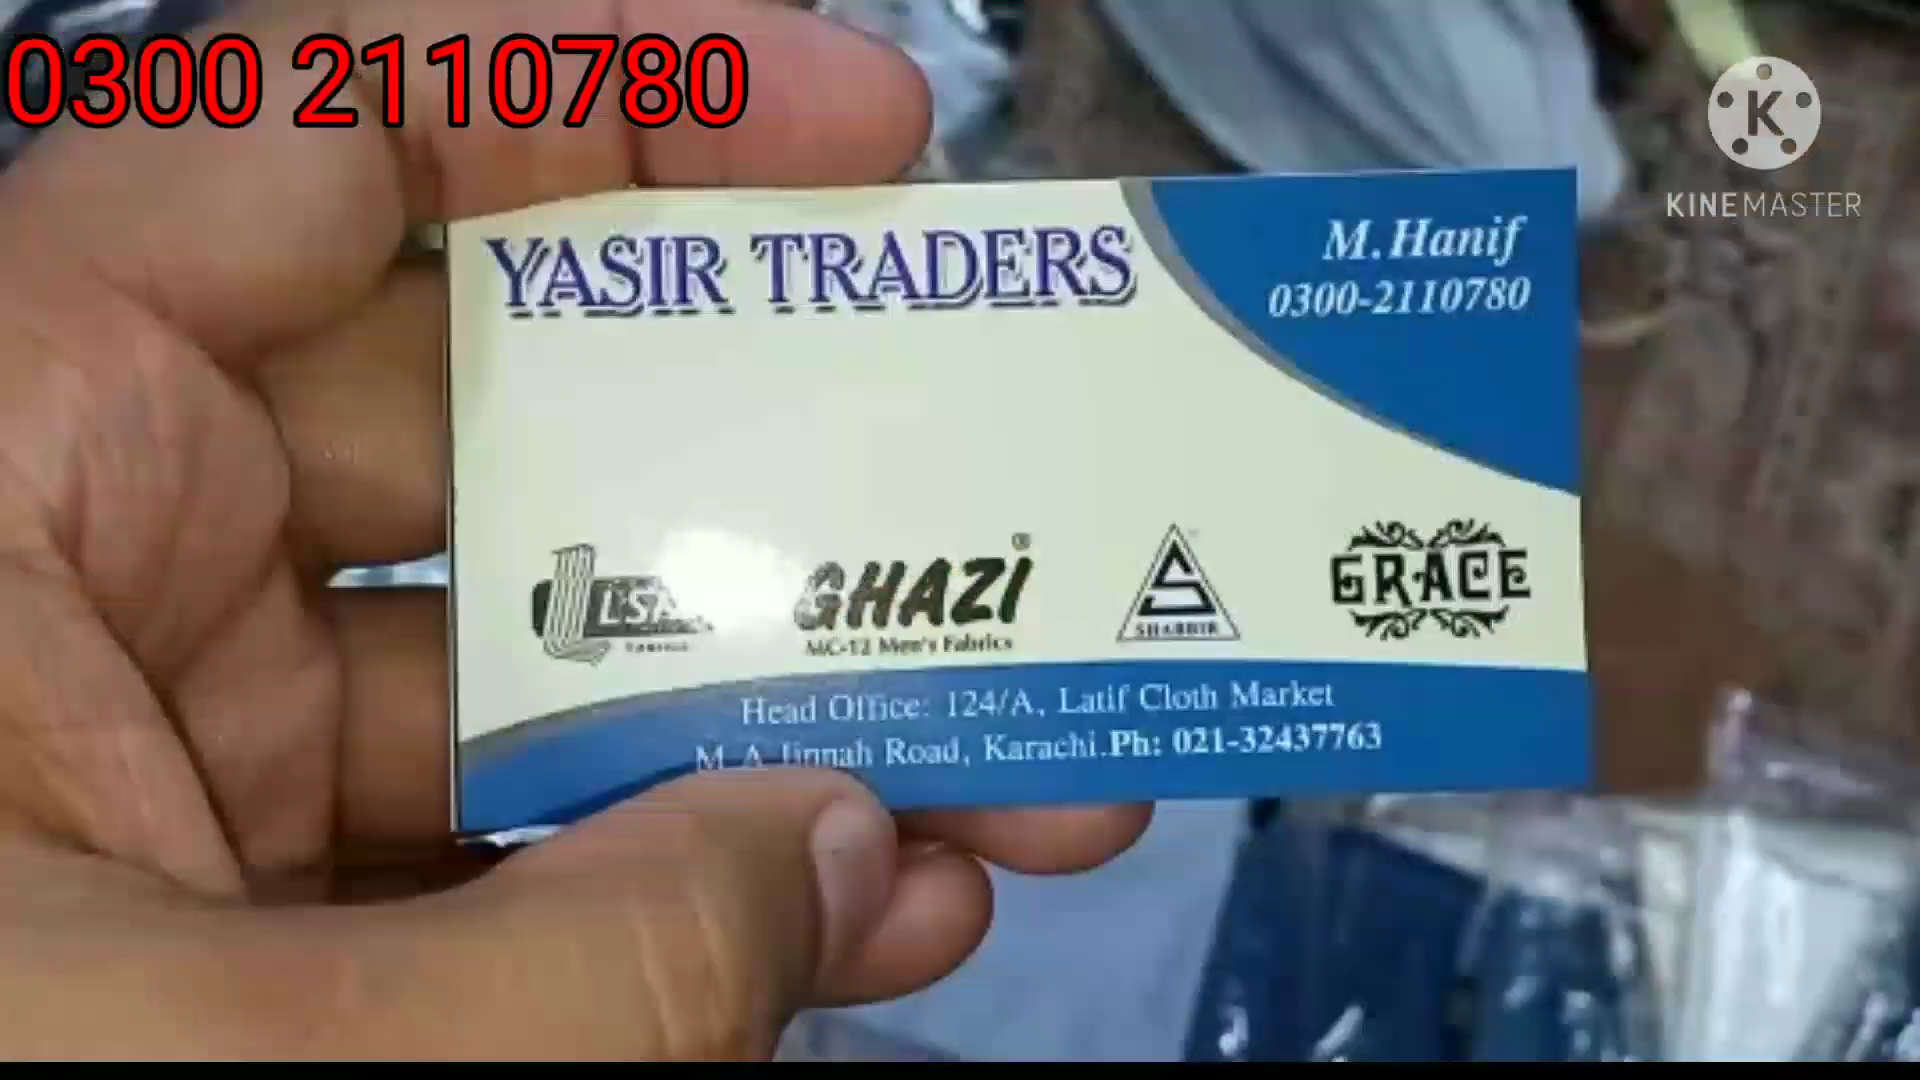 0300 2110780
K
KINEMASTER
YASIR TRADERS
M.Hanif
0300-2110780
GHAZI®
MC-12 Men's Fabrics
S
SHABBIR
GRACE
Head Office: 124/A, Latif Cloth Market
M.A Jinnah Road, Karachi.Ph: 021-32437763